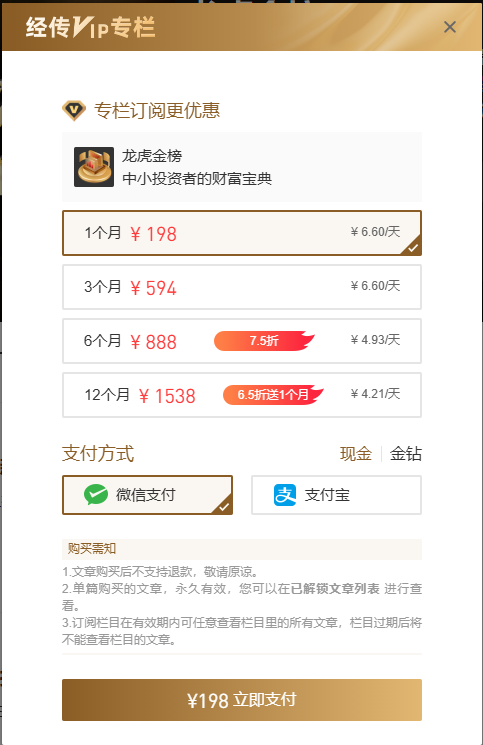 经传Vip专栏
专栏订阅更优惠
龙虎金榜
中小投资者的财富宝典
1个月 ¥ 198 ¥ 6.60/天
3个月 ¥ 594 ¥ 6.60/天
6个月 ¥ 888 7.5折 ¥ 4.93/天
12个月 ¥ 1538 6.5折送1个月 ¥ 4.21/天
支付方式 现金 金钻
微信支付 支付宝
购买需知
1.文章购买后不支持退款，敬请原谅。
2.单篇购买的文章，永久有效，您可以在已解锁文章列表 进行查
看。
3.订阅栏目在有效期内可任意查看栏目里的所有文章，栏目过期后将
不能查看栏目的文章。
¥198 立即支付